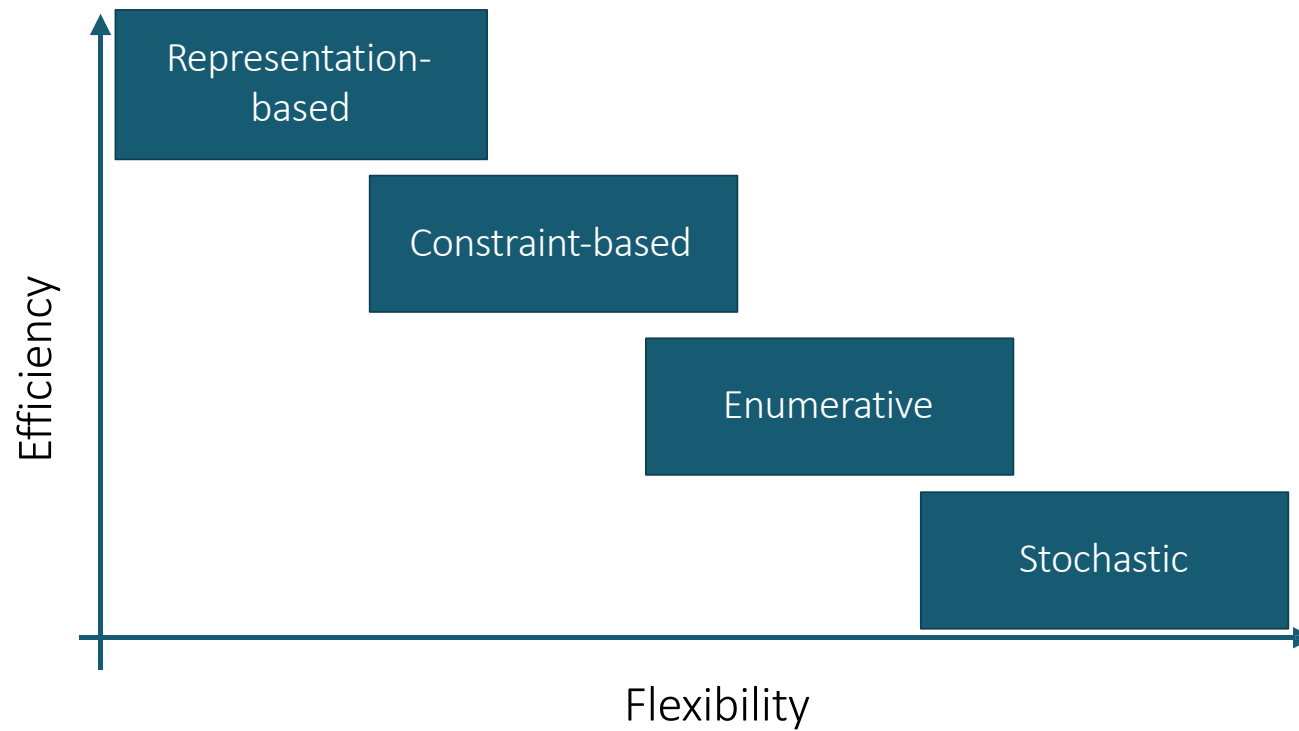 Representation-
based
Constraint-based
Enumerative
Stochastic
Efficiency
Flexibility